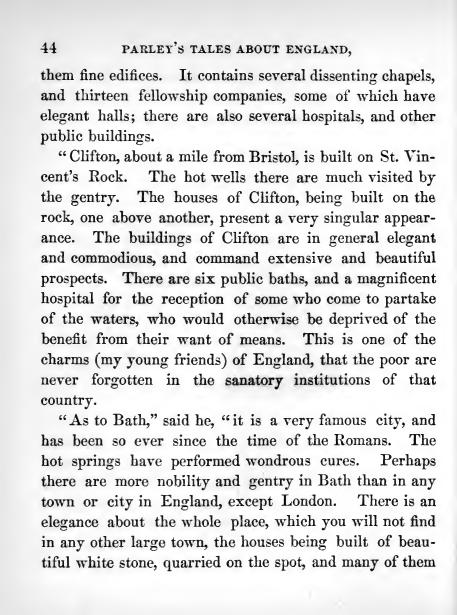 44 PARLEY'S TALES ABOUT ENGLAND,
them fine edifices. It contains several dissenting chapels,
and thirteen fellowship companies, some of which have
elegant halls; there are also several hospitals, and other
public buildings.
"Clifton, about a mile from Bristol, is built on St. Vin-
cent's Rock. The hot wells there are much visited by
the gentry. The houses of Clifton, being built on the
rock, one above another, present a very singular appear-
ance. The buildings of Clifton are in general elegant
and commodious, and command extensive and beautiful
prospects. There are six public baths, and a magnificent
hospital for the reception of some who come to partake
of the waters, who would otherwise be deprived of the
benefit from their want of means. This is one of the
charms (my young friends) of England, that the poor are
never forgotten in the sanatory institutions of that
country.
"As to Bath," said he, "it is a very famous city, and
has been so ever since the time of the Romans. The
hot springs have performed wondrous cures. Perhaps
there are more nobility and gentry in Bath than in any
town or city in England, except London. There is an
elegance about the whole place, which you will not find
in any other large town, the houses being built of beau-
tiful white stone, quarried on the spot, and many of them